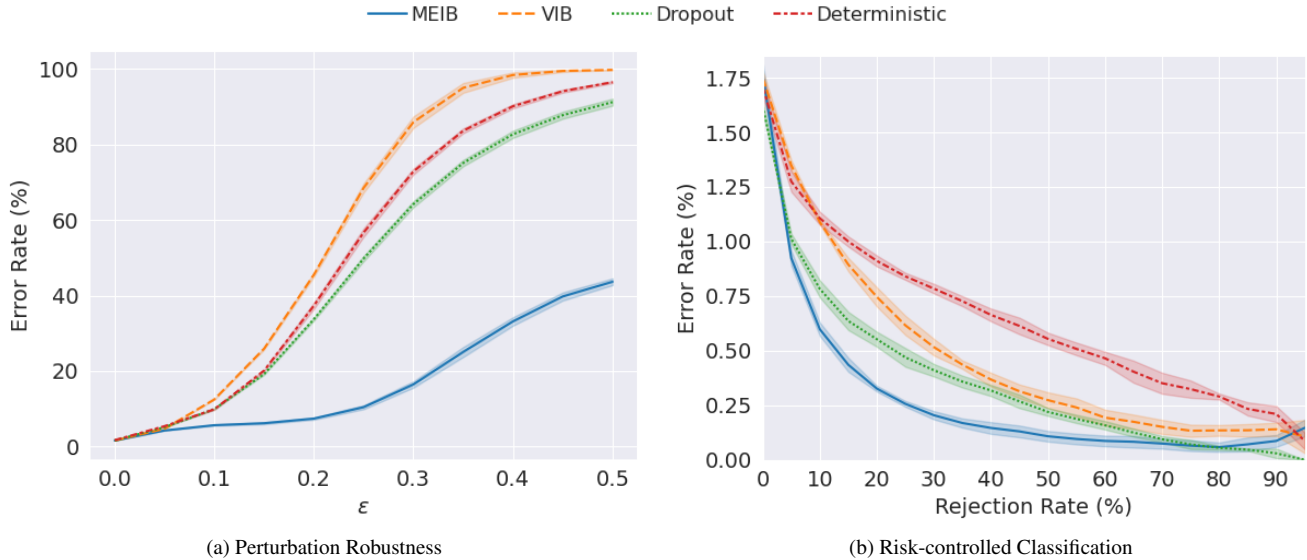 MEIB VIB Dropout Deterministic
Error Rate (%)
100
80
60
40
20
0
0.0 0.1 0.2 0.3 0.4 0.5
ε
(a) Perturbation Robustness
Error Rate (%)
1.75
1.50
1.25
1.00
0.75
0.50
0.25
0.00
0 10 20 30 40 50 60 70 80 90
Rejection Rate (%)
(b) Risk-controlled Classification